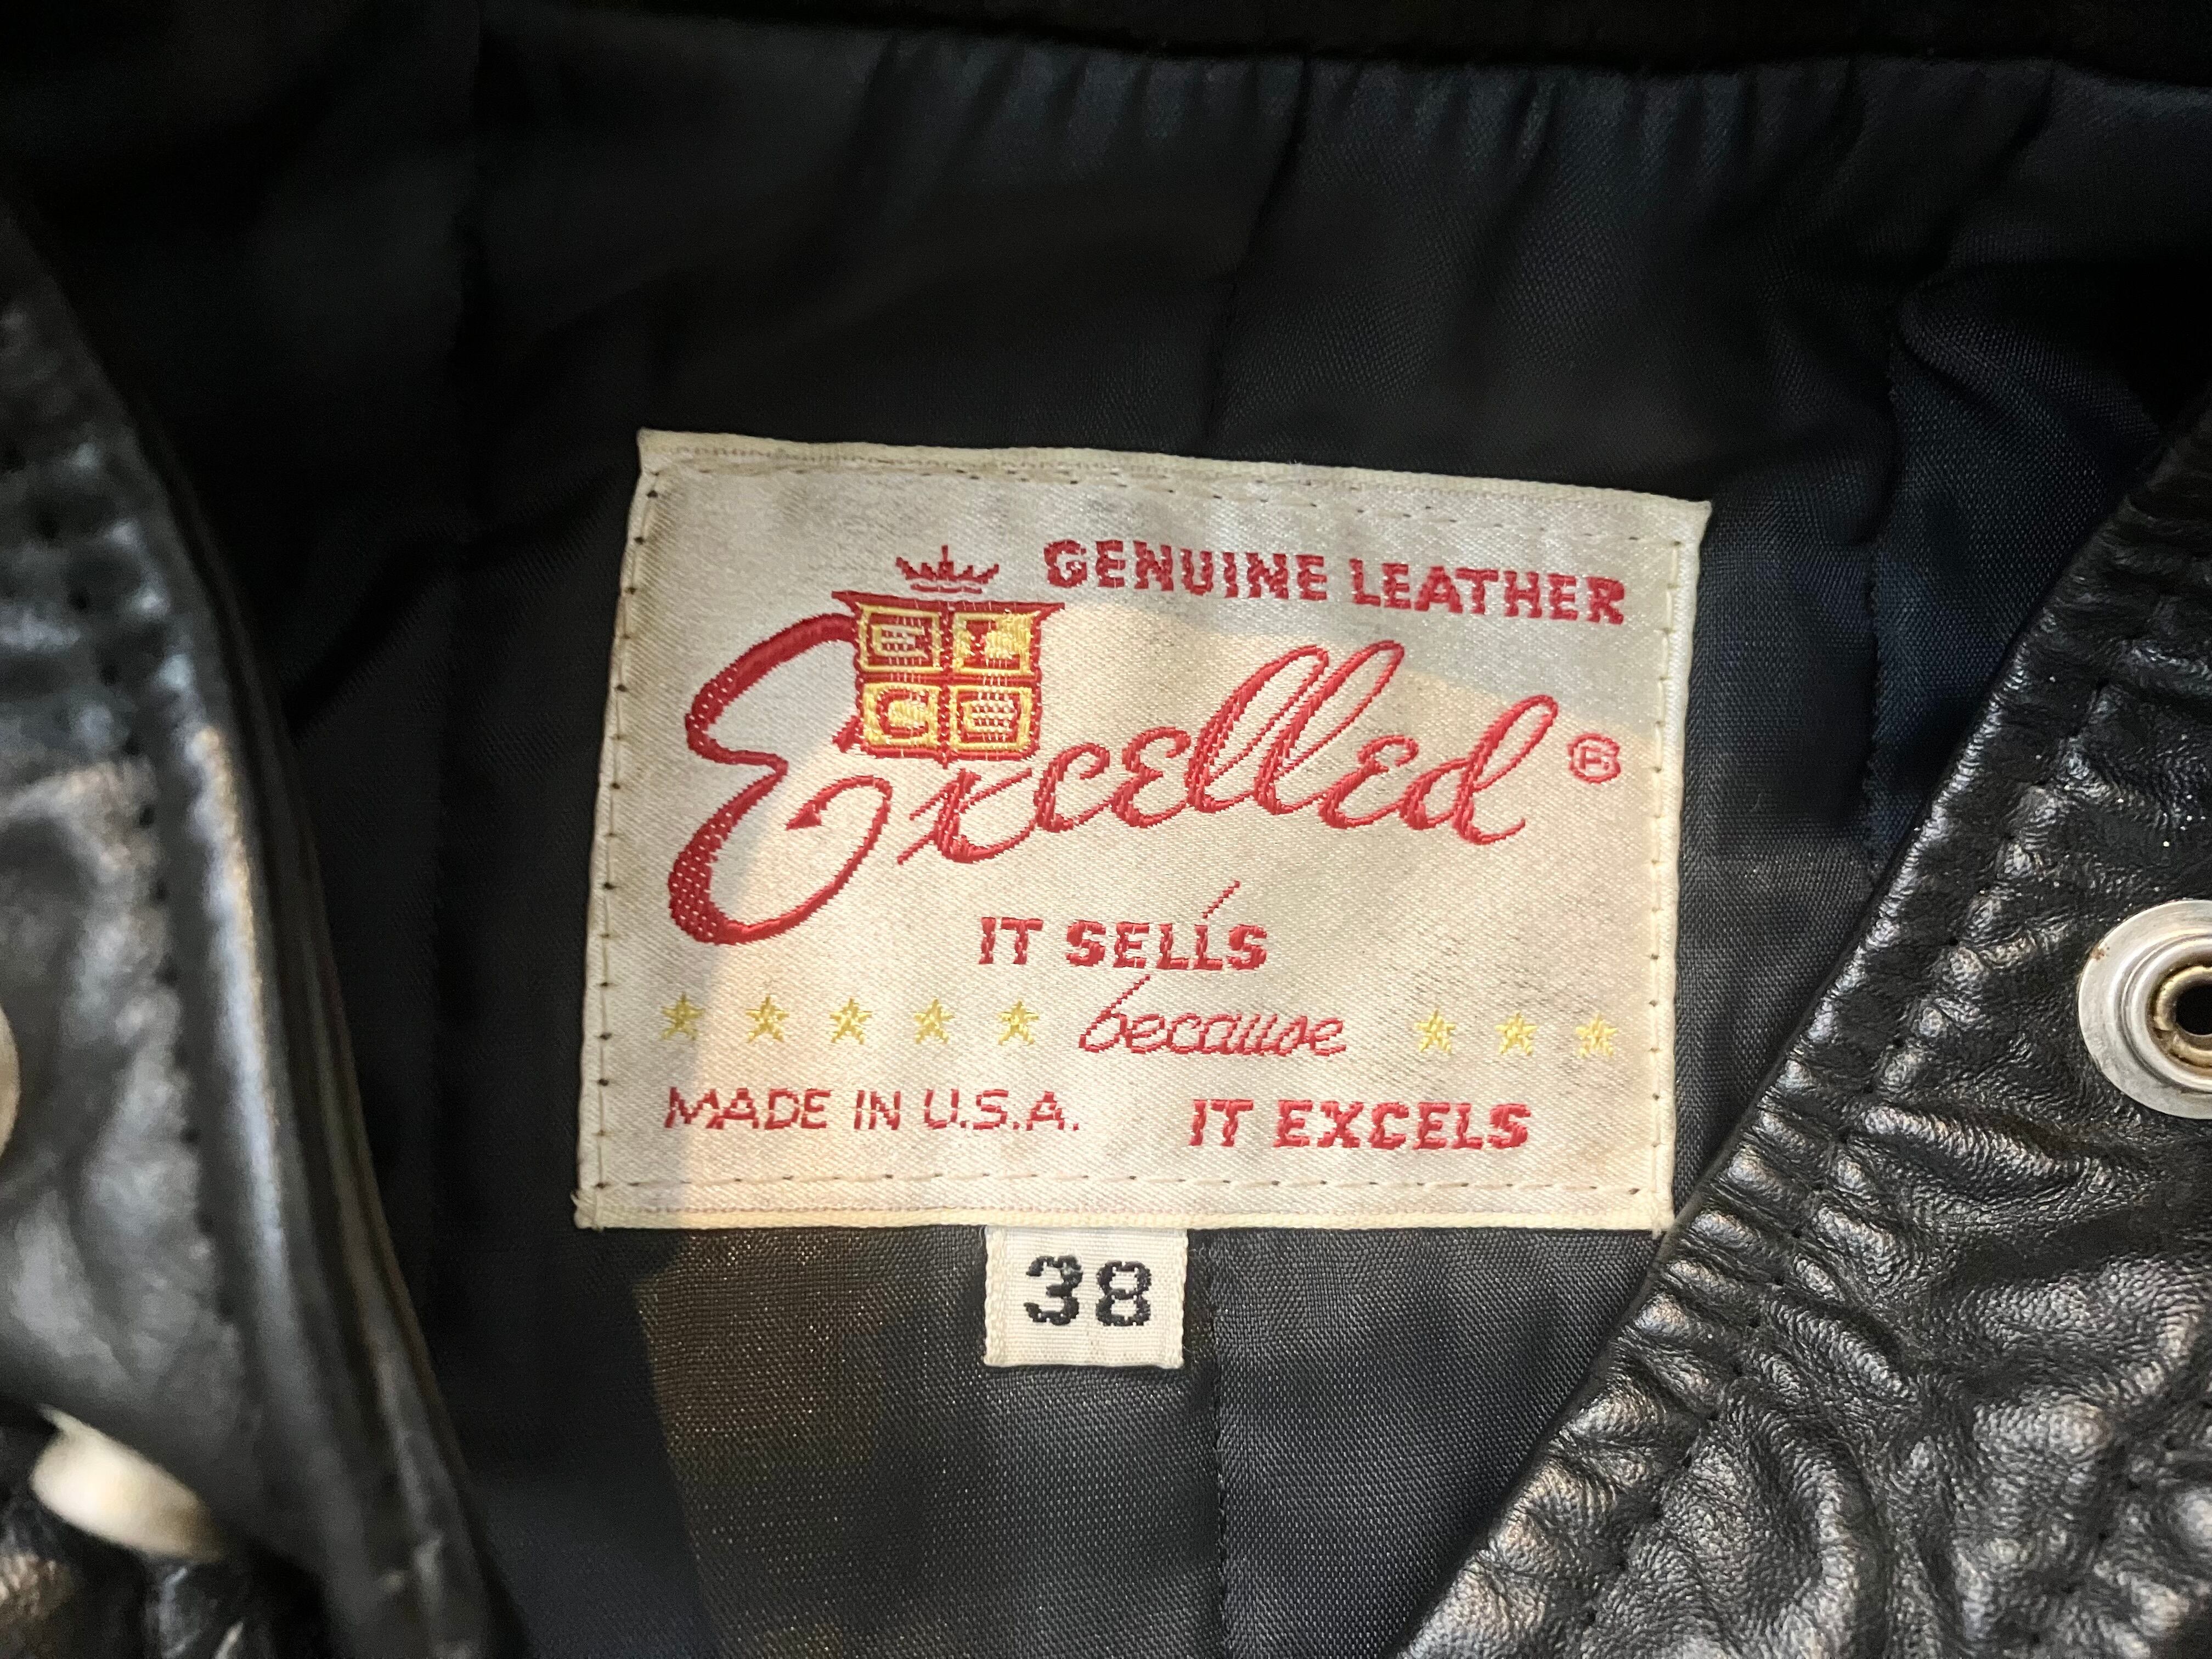 GENUINE LEATHER
Excelled®
IT SELLS
because
MADE IN U.S.A. IT EXCELS
38